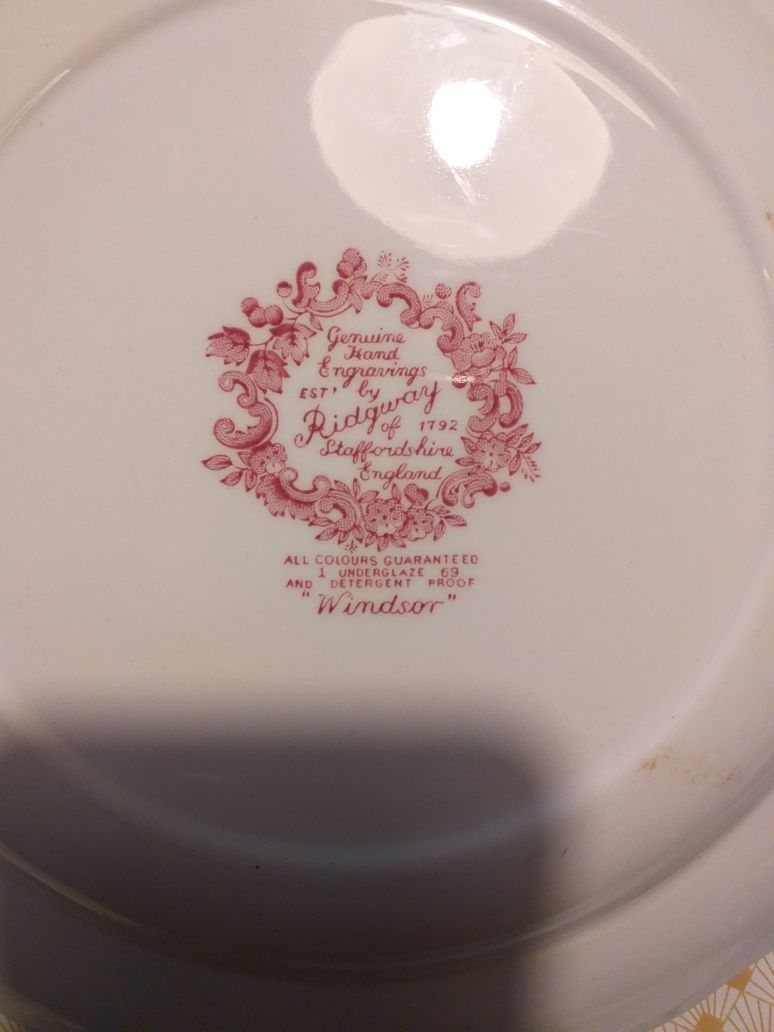 Genuine
Hand
Engravings
EST' by
Ridgway
of 1792
Staffordshire
England
ALL COLOURS GUARANTEED
1 UNDERGLAZE 69
AND DETERGENT PROOF
"Windsor"